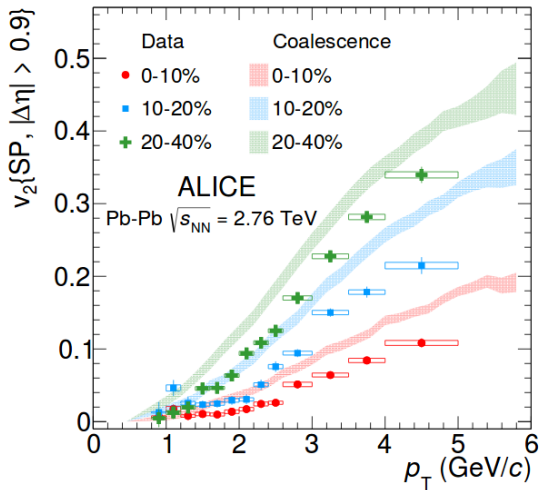 v₂{SP, |Δη| > 0.9}
0.5
0.4
0.3
0.2
0.1
0
Data Coalescence
0-10% 0-10%
10-20% 10-20%
20-40% 20-40%
ALICE
Pb-Pb √sNN = 2.76 TeV
0 1 2 3 4 5 6
pT (GeV/c)